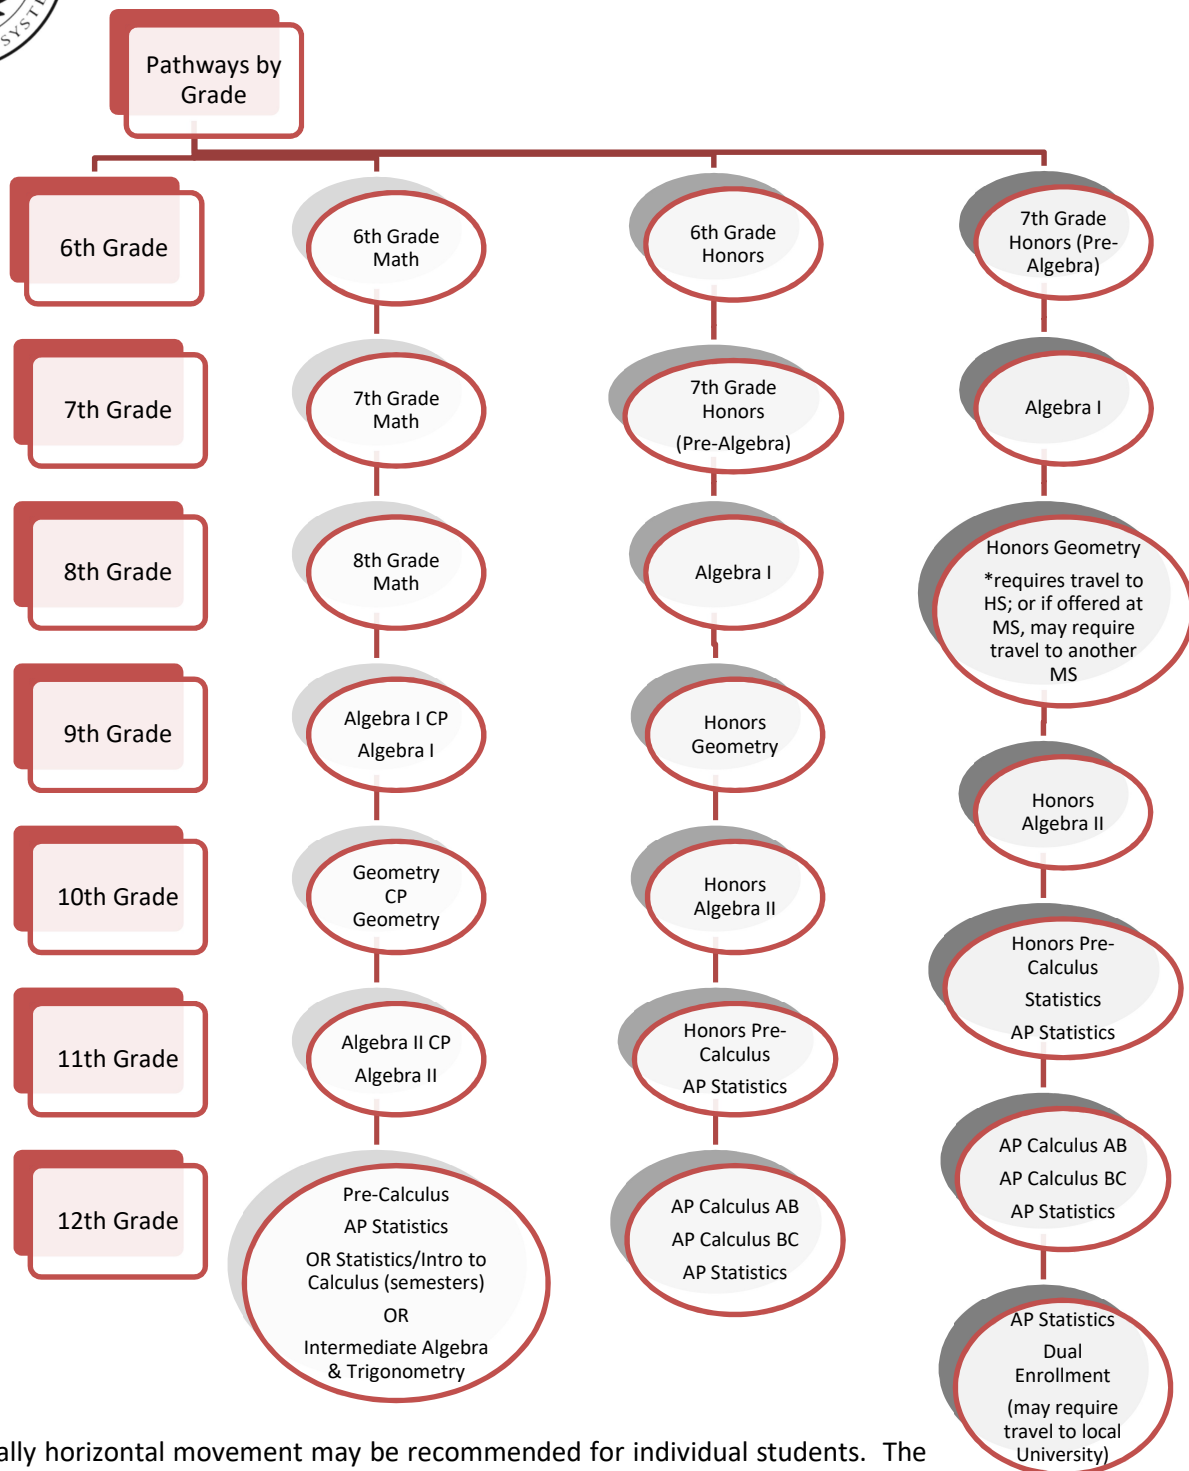 SYSTEM
Pathways by
Grade
6th Grade
6th Grade
Math
6th Grade
Honors
7th Grade
Honors (Pre-
Algebra)
7th Grade
7th Grade
Math
7th Grade
Honors
(Pre-Algebra)
Algebra I
8th Grade
8th Grade
Math
Algebra I
Honors Geometry
*requires travel to
HS; or if offered at
MS, may require
travel to another
MS
9th Grade
Algebra I CP
Algebra I
Honors
Geometry
Honors
Algebra II
10th Grade
Geometry
CP
Geometry
Honors
Algebra II
Honors Pre-
Calculus
Statistics
AP Statistics
11th Grade
Algebra II CP
Algebra II
Honors Pre-
Calculus
AP Statistics
AP Calculus AB
AP Calculus BC
AP Statistics
12th Grade
Pre-Calculus
AP Statistics
OR Statistics/Intro to
Calculus (semesters)
OR
Intermediate Algebra
& Trigonometry
AP Calculus AB
AP Calculus BC
AP Statistics
AP Statistics
Dual
Enrollment
(may require
travel to local
University)
ally horizontal movement may be recommended for individual students. The